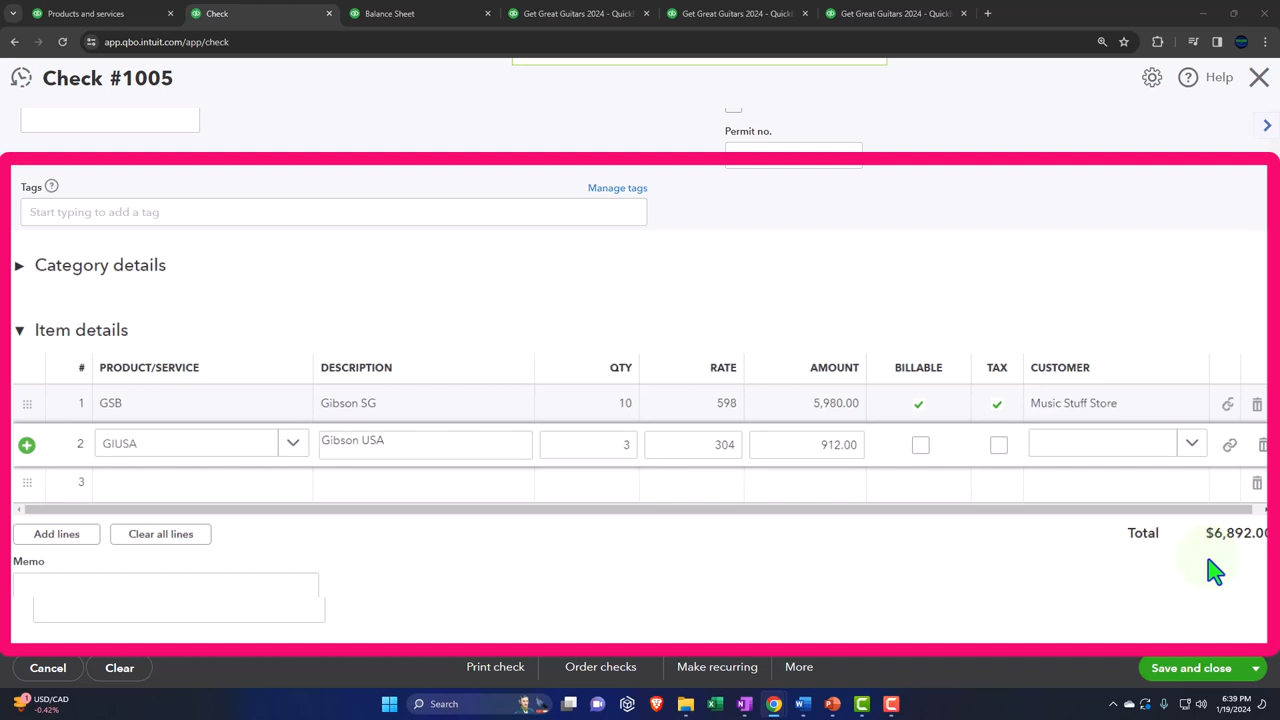 Products and services
Check
Balance Sheet
Get Great Guitars 2024 - Quick
Get Great Guitars 2024 - Quick
Get Great Guitars 2024 - Quick
app.qbo.intuit.com/app/check
Check #1005
Help
Permit no.
Tags
Manage tags
Start typing to add a tag
Category details
Item details
# PRODUCT/SERVICE DESCRIPTION QTY RATE AMOUNT BILLABLE TAX CUSTOMER
1 GSB Gibson SG 10 598 5,980.00 Music Stuff Store
2 GIUSA Gibson USA 3 304 912.00
3
Add lines Clear all lines Total $6,892.00
Memo
Cancel Clear Print check Order checks Make recurring More Save and close
USD/CAD
-0.42%
Search
6:39 PM
1/19/2024